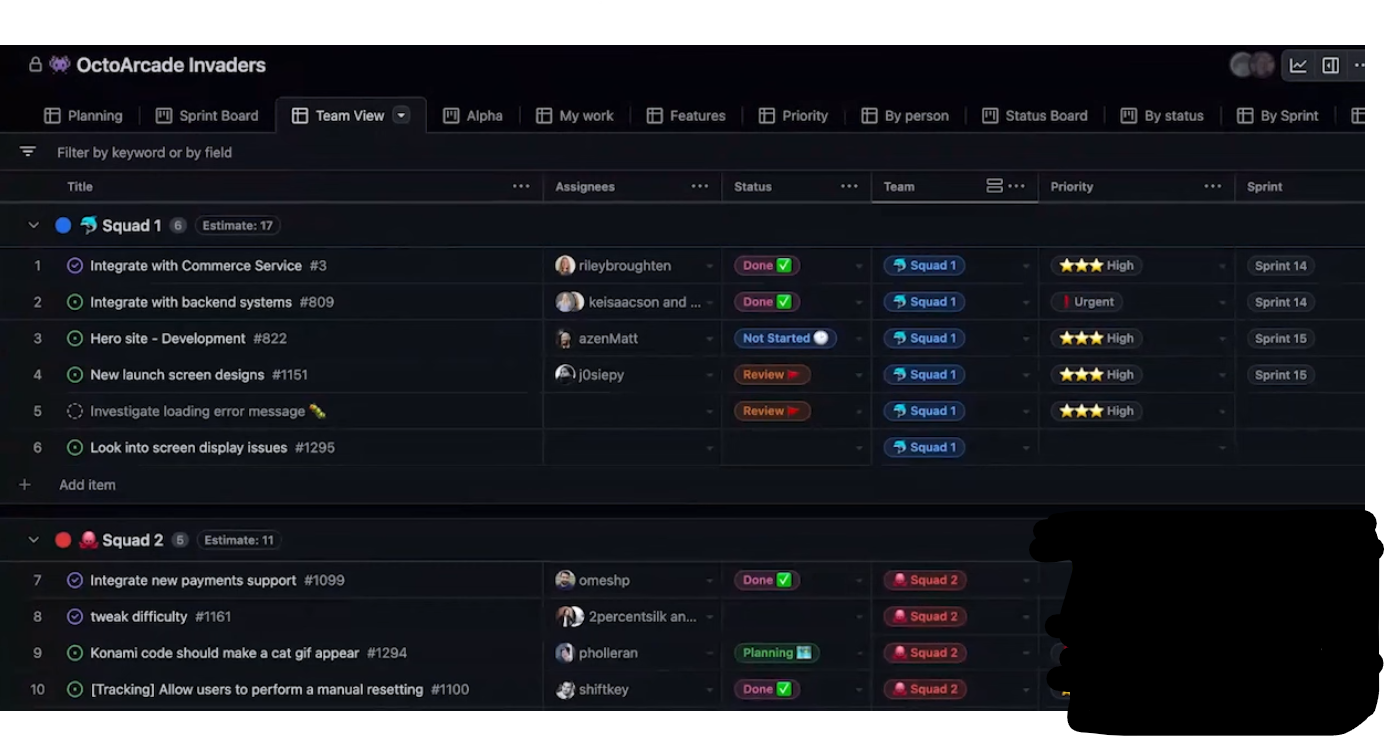 OctoArcade Invaders
Planning Sprint Board Team View Alpha My work Features Priority By person Status Board By status By Sprint
Filter by keyword or by field
Title Assignees Status Team Priority Sprint
Squad 1 6 Estimate: 17
1 Integrate with Commerce Service #3 rileybroughten Done Squad 1 High Sprint 14
2 Integrate with backend systems #809 keisaacson and ... Done Squad 1 Urgent Sprint 14
3 Hero site - Development #822 azenMatt Not Started Squad 1 High Sprint 15
4 New launch screen designs #1151 j0siepy Review Squad 1 High Sprint 15
5 Investigate loading error message Review Squad 1 High
6 Look into screen display issues #1295 Squad 1
Add item
Squad 2 5 Estimate: 11
7 Integrate new payments support #1099 omeshp Done Squad 2
8 tweak difficulty #1161 2percentsilk an... Squad 2
9 Konami code should make a cat gif appear #1294 pholleran Planning Squad 2
10 [Tracking] Allow users to perform a manual resetting #1100 shiftkey Done Squad 2